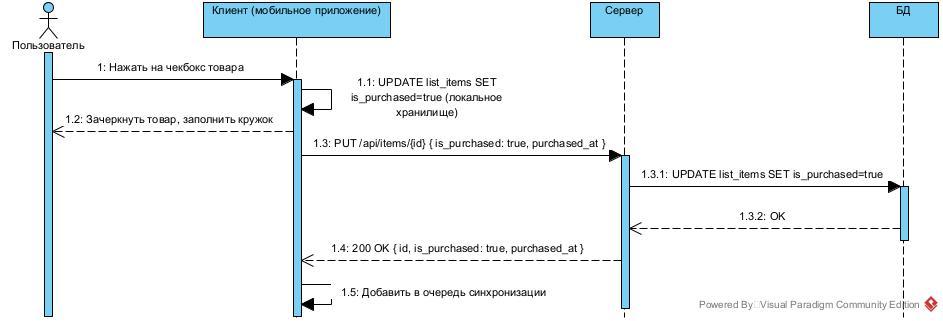 Клиент (мобильное приложение)
Сервер
БД
Пользователь
1: Нажать на чекбокс товара
1.1: UPDATE list_items SET
is_purchased=true (локальное
хранилище)
1.2: Зачеркнуть товар, заполнить кружок
1.3: PUT /api/items/{id} { is_purchased: true, purchased_at }
1.3.1: UPDATE list_items SET is_purchased=true
1.3.2: OK
1.4: 200 OK { id, is_purchased: true, purchased_at }
1.5: Добавить в очередь синхронизации
Powered By Visual Paradigm Community Edition